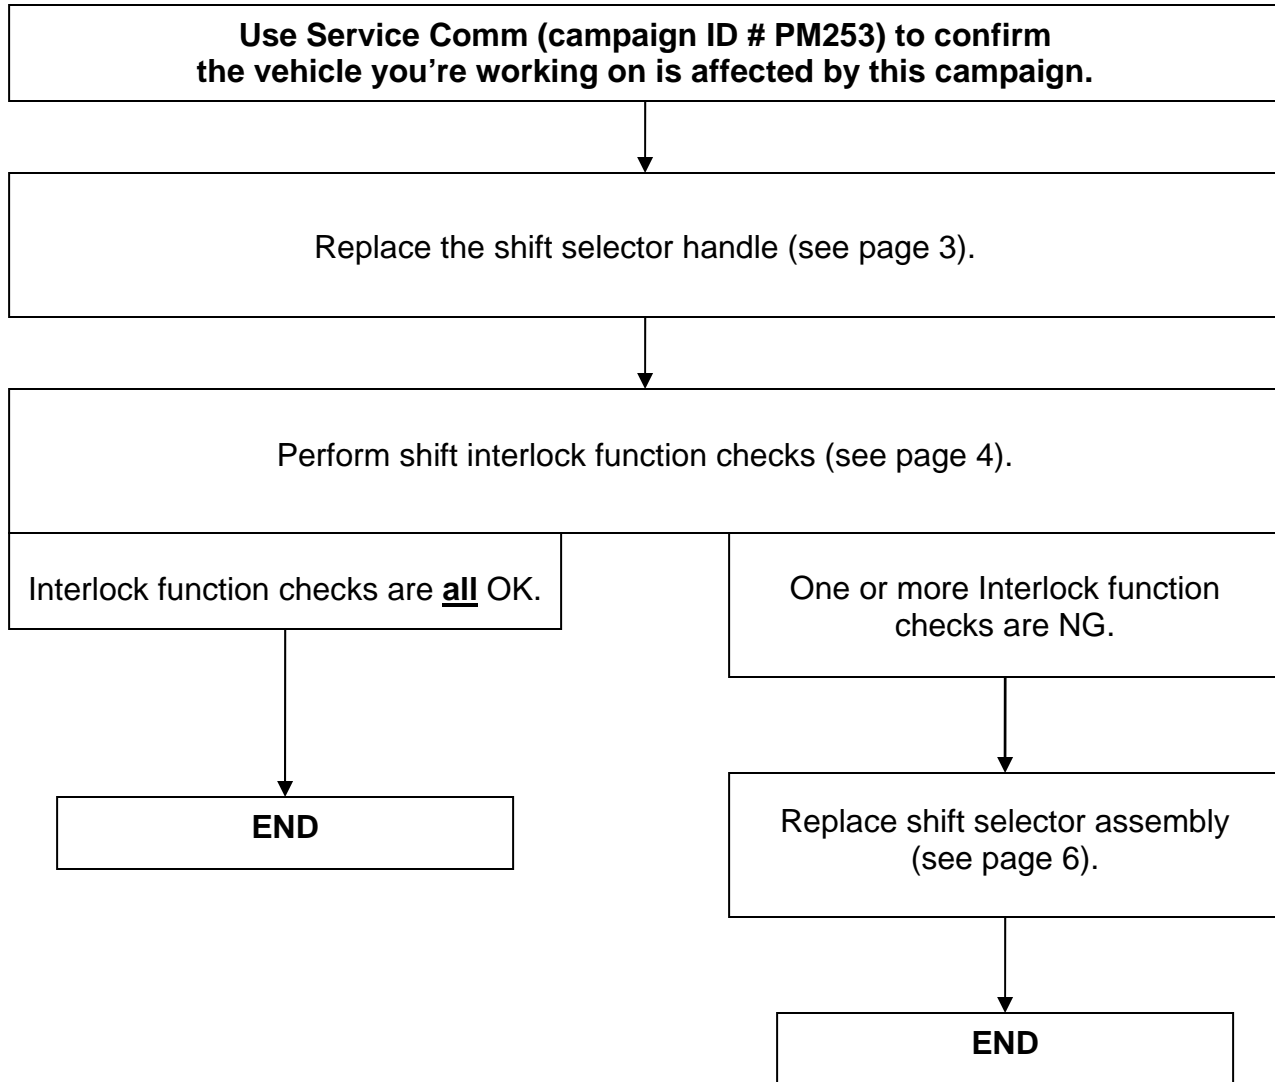 Use Service Comm (campaign ID # PM253) to confirm
the vehicle you're working on is affected by this campaign.
Replace the shift selector handle (see page 3).
Perform shift interlock function checks (see page 4).
Interlock function checks are all OK.
One or more Interlock function
checks are NG.
END
Replace shift selector assembly
(see page 6).
END